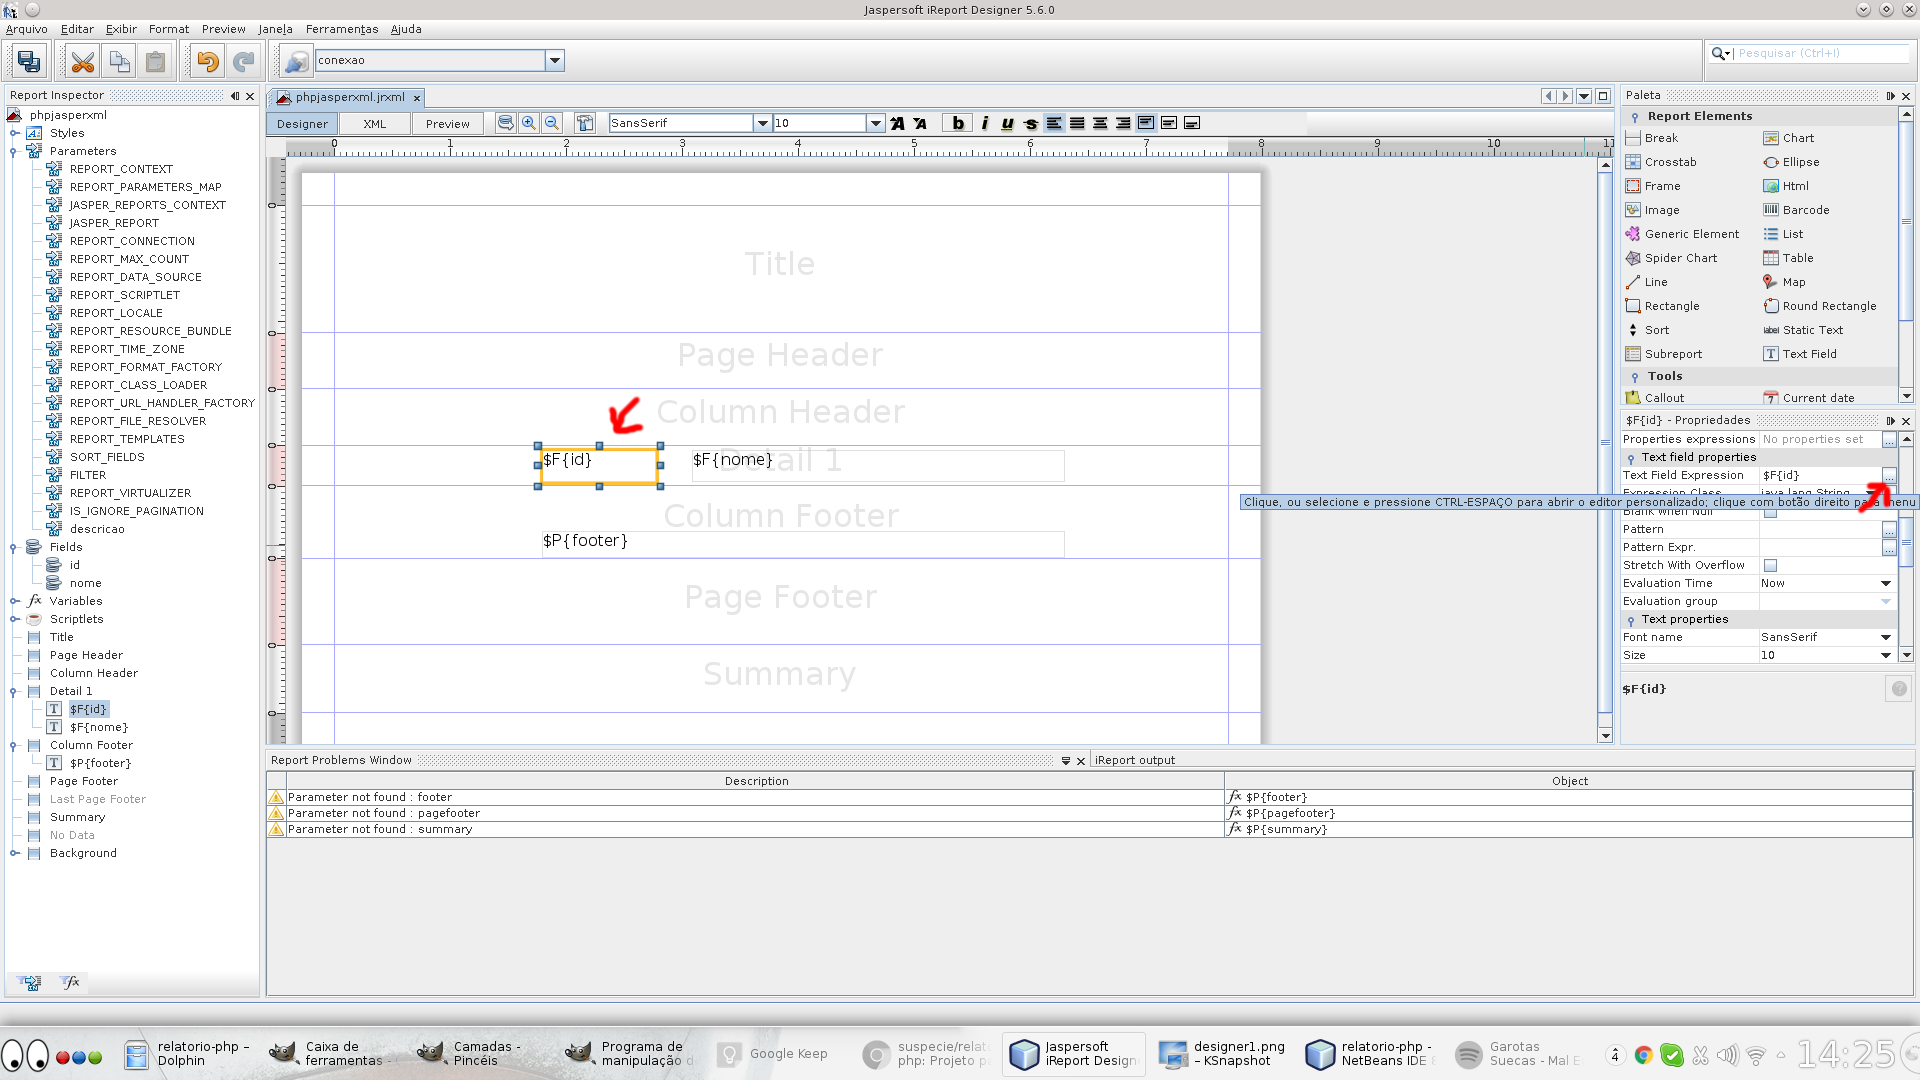 Jaspersoft iReport Designer 5.6.0
Arquivo Editar Exibir Format Preview Janela Ferramentas Ajuda
conexao
Pesquisar (Ctrl+I)
Report Inspector
phpjasperxml
Styles
Parameters
REPORT_CONTEXT
REPORT_PARAMETERS_MAP
JASPER_REPORTS_CONTEXT
JASPER_REPORT
REPORT_CONNECTION
REPORT_MAX_COUNT
REPORT_DATA_SOURCE
REPORT_SCRIPTLET
REPORT_LOCALE
REPORT_RESOURCE_BUNDLE
REPORT_TIME_ZONE
REPORT_FORMAT_FACTORY
REPORT_CLASS_LOADER
REPORT_URL_HANDLER_FACTORY
REPORT_FILE_RESOLVER
REPORT_TEMPLATES
SORT_FIELDS
FILTER
REPORT_VIRTUALIZER
IS_IGNORE_PAGINATION
descricao
Fields
id
nome
Variables
Scriptlets
Title
Page Header
Column Header
Detail 1
$F{id}
$F{nome}
Column Footer
$P{footer}
Page Footer
Last Page Footer
Summary
No Data
Background
phpjasperxml.jrxml
Designer XML Preview SansSerif 10 A A b i u s
0 1 2 3 4 5 6 7 8 9 10 11
Title
Page Header
Column Header
Detail 1
$F{id} $F{nome}
Column Footer
$P{footer}
Page Footer
Summary
Paleta
Report Elements
Break Chart
Crosstab Ellipse
Frame Html
Image Barcode
Generic Element List
Spider Chart Table
Line Map
Rectangle Round Rectangle
Sort Static Text
Subreport Text Field
Tools
Callout Current date
$F{id} - Propriedades
Properties expressions No properties set
Text field properties
Text Field Expression $F{id}
Expression Class java.lang.String
Clique, ou selecione e pressione CTRL-ESPAÇO para abrir o editor personalizado; clique com botão direito para menu
Blank When Null
Pattern
Pattern Expr.
Stretch With Overflow
Evaluation Time Now
Evaluation group
Text properties
Font name SansSerif
Size 10
$F{id}
Report Problems Window iReport output
Description Object
Parameter not found : footer $P{footer}
Parameter not found : pagefooter $P{pagefooter}
Parameter not found : summary $P{summary}
relatorio-php – Dolphin
Caixa de ferramentas -
Camadas - Pincéis
Programa de manipulação d
Google Keep
suspecie/relato php: Projeto p
Jaspersoft iReport Design
designer1.png – KSnapshot
relatorio-php - NetBeans IDE 8
Garotas Suecas - Mal E
4
14:25